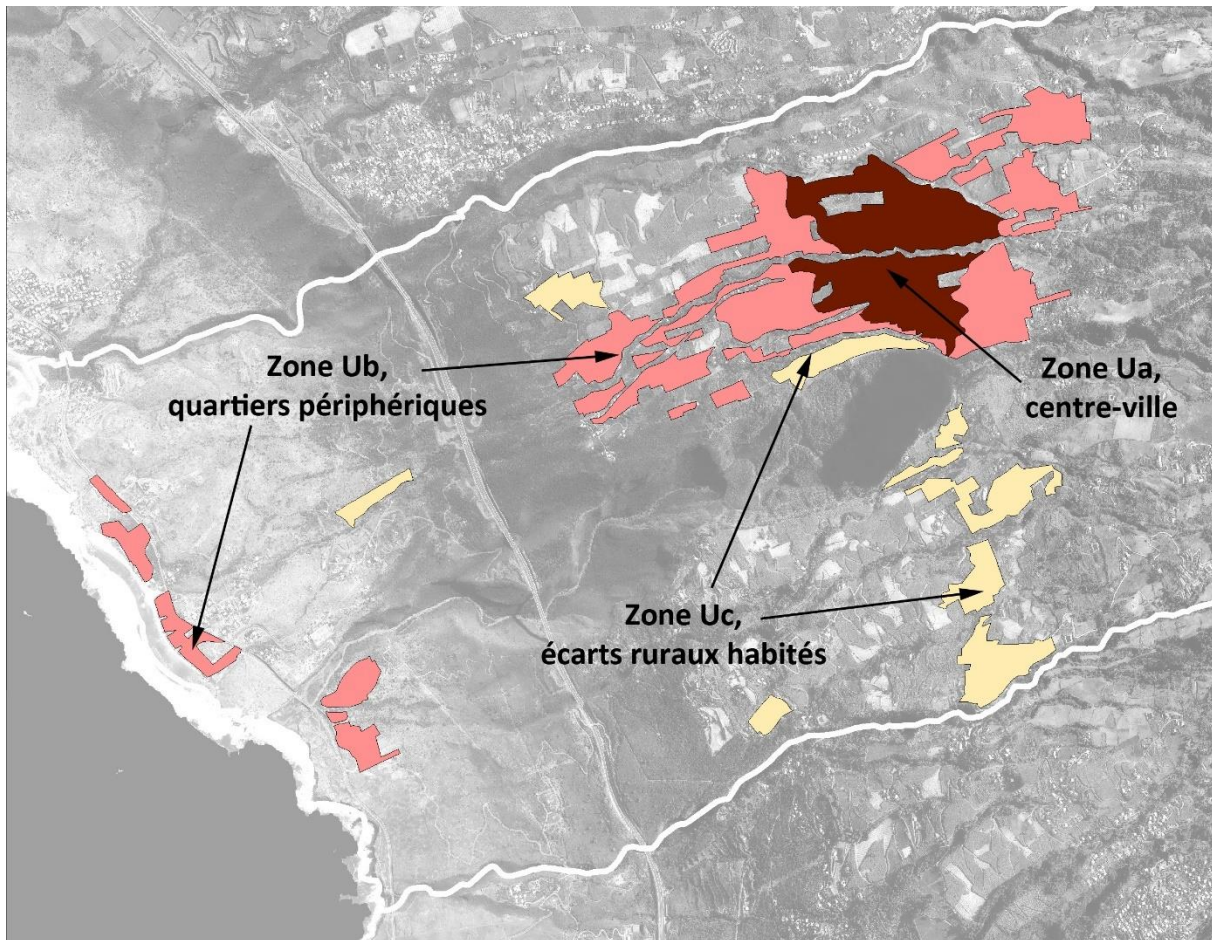 Zone Ub,
quartiers périphériques
Zone Ua,
centre-ville
Zone Uc,
écarts ruraux habités